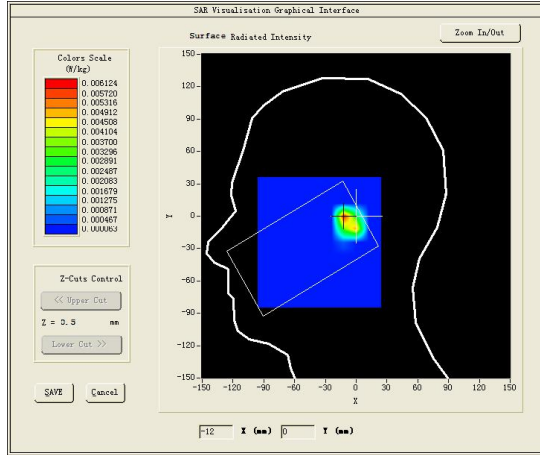 SAR Visualisation Graphical Interface
Surface Radiated Intensity
Zoom In/Out
Colors Scale
(W/kg)
0.006124
0.005720
0.005316
0.004912
0.004508
0.004104
0.003700
0.003296
0.002891
0.002487
0.002083
0.001679
0.001275
0.000871
0.000467
0.000063
150
120
90
60
30
0
-30
-60
-90
-120
-150
Y
-150 -120 -90 -60 -30 0 30 60 90 120 150
X
Z-Cuts Control
<< Upper Cut
Z = 3.5 mm
Lower Cut >>
SAVE Cancel
-12 X (mm) 0 Y (mm)